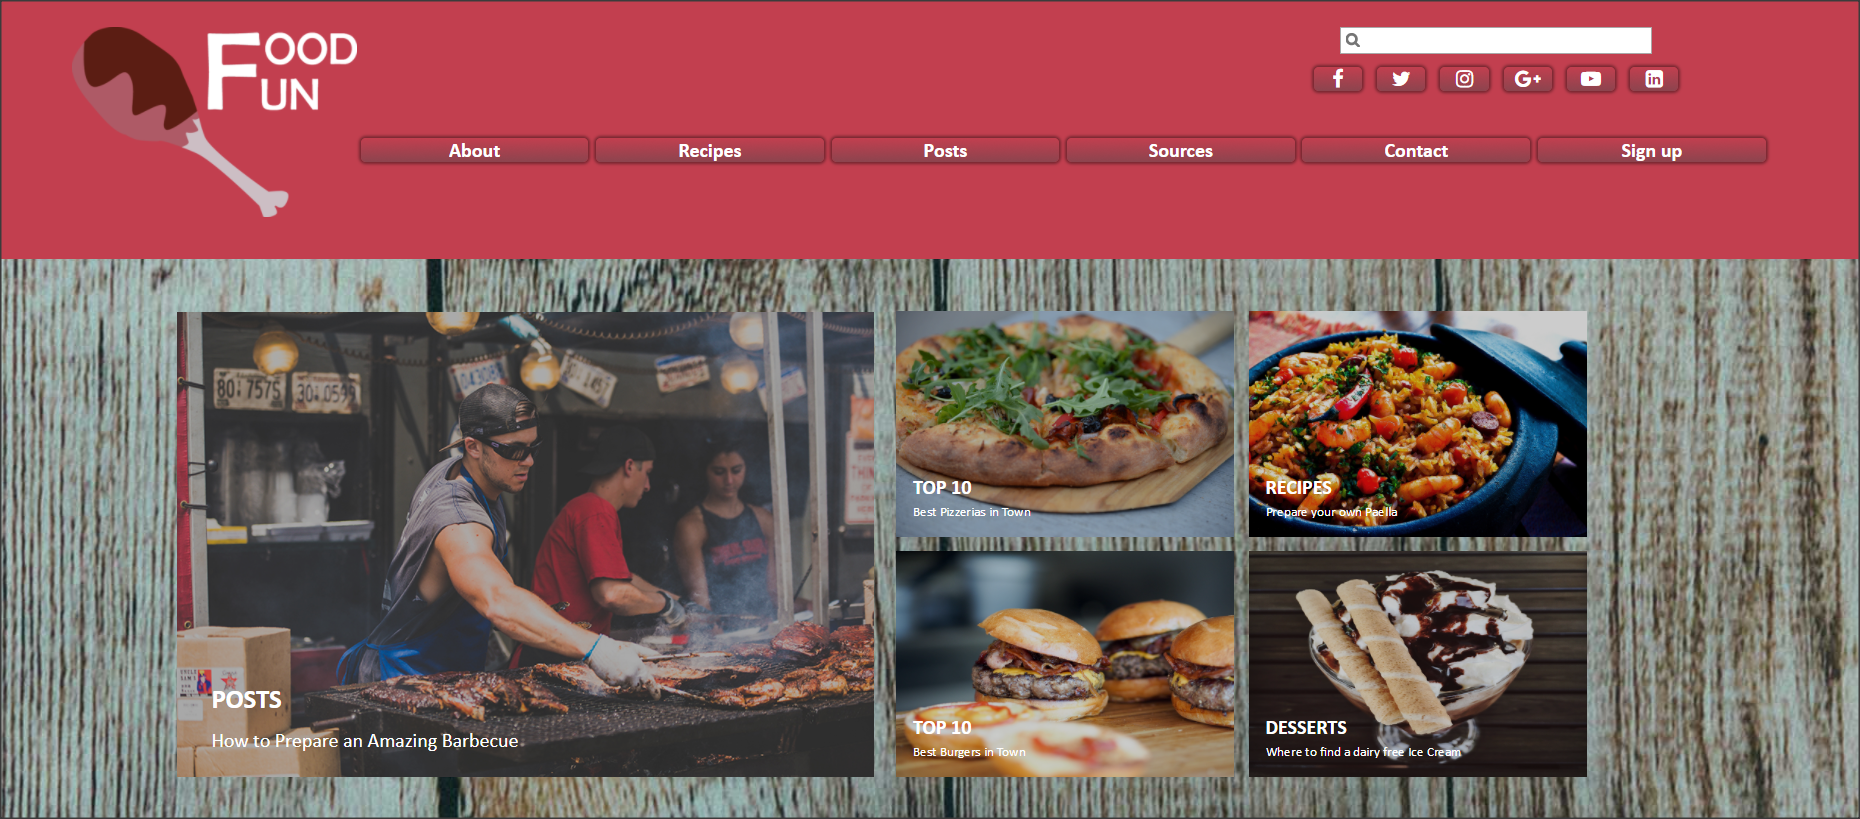 FOOD
FUN
About
Recipes
Posts
Sources
Contact
Sign up
801 7575
POSTS
How to Prepare an Amazing Barbecue
TOP 10
Best Pizzerias in Town
RECIPES
Prepare your own Paella
TOP 10
Best Burgers in Town
DESSERTS
Where to find a dairy free Ice Cream